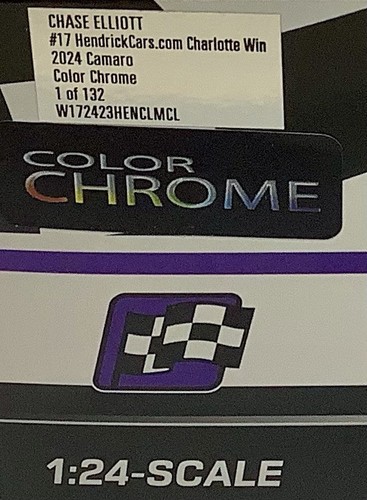 CHASE ELLIOTT
#17 HendrickCars.com Charlotte Win
2024 Camaro
Color Chrome
1 of 132
W172423HENCLMCL
COLOR
CHROME
1:24-SCALE